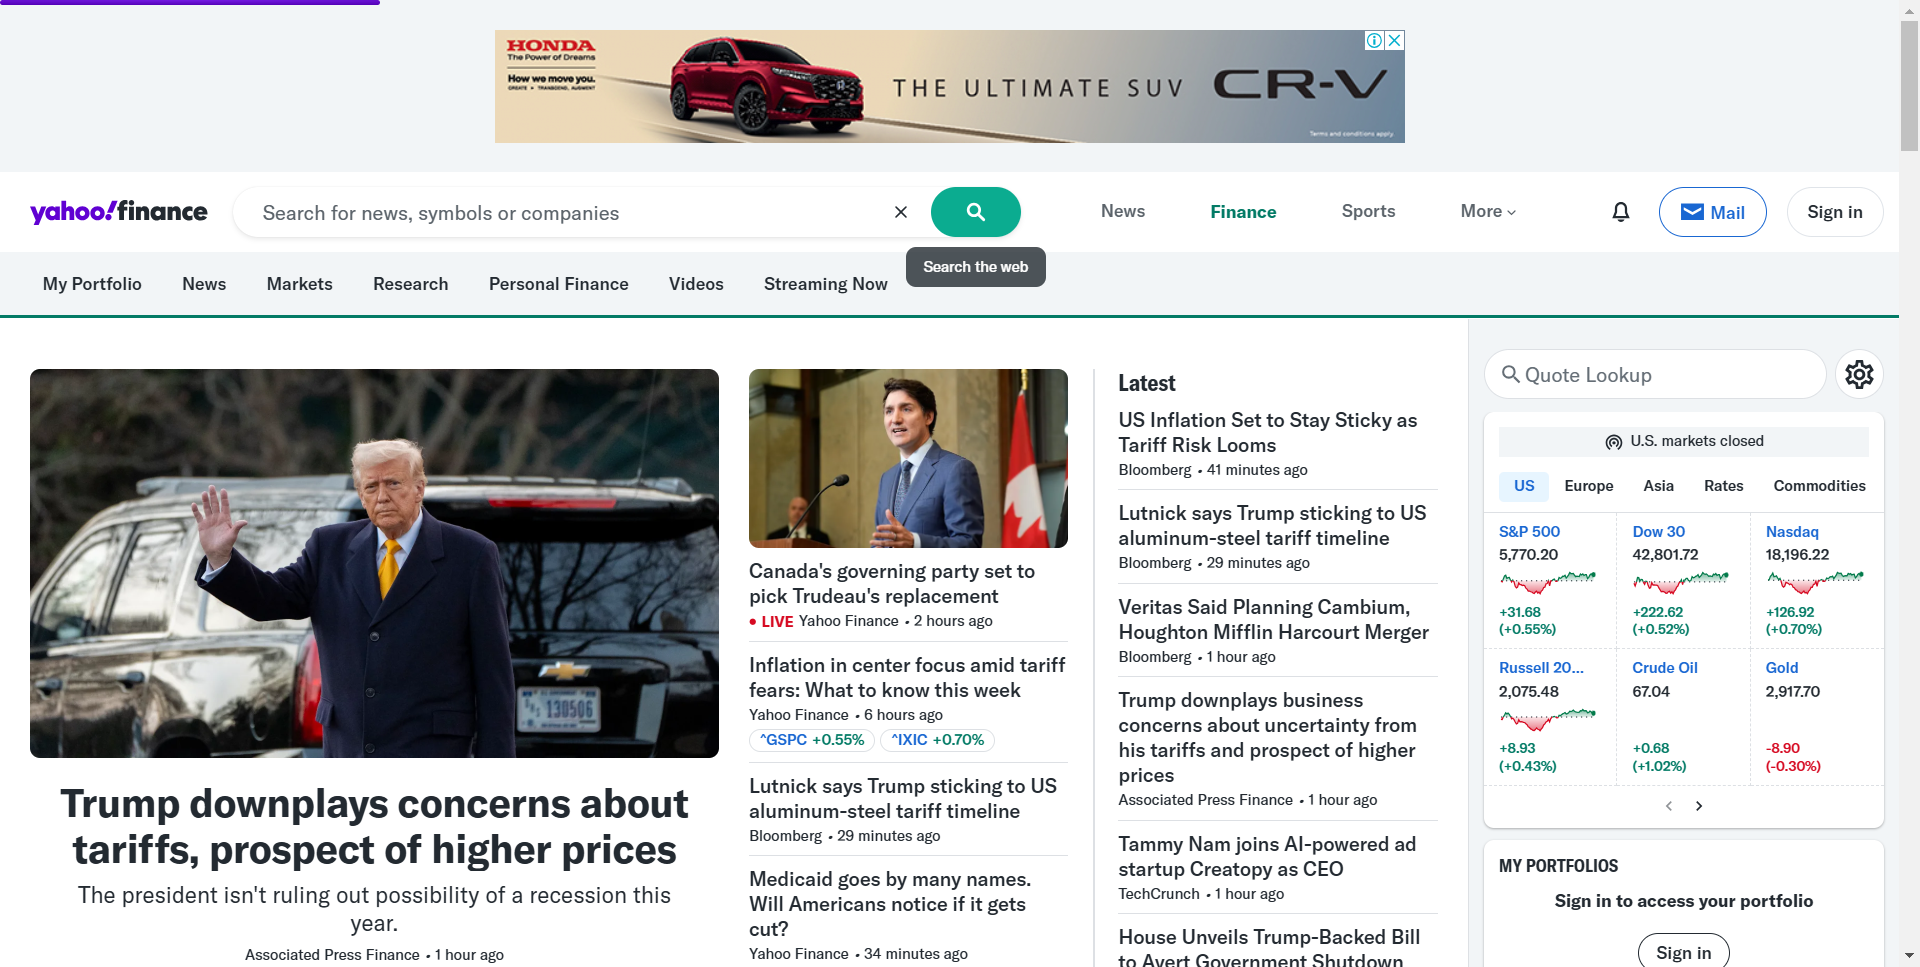 HONDA
The Power of Dreams
How we move you.
CREATE ▸ TRANSCEND, AUGMENT
THE ULTIMATE SUV CR-V
Terms and conditions apply.
yahoo!finance
Search for news, symbols or companies
News
Finance
Sports
More
Mail
Sign in
Search the web
My Portfolio
News
Markets
Research
Personal Finance
Videos
Streaming Now
130506
Trump downplays concerns about
tariffs, prospect of higher prices
The president isn't ruling out possibility of a recession this
year.
Associated Press Finance • 1 hour ago
Canada's governing party set to
pick Trudeau's replacement
• LIVE Yahoo Finance • 2 hours ago
Inflation in center focus amid tariff
fears: What to know this week
Yahoo Finance • 6 hours ago
^GSPC +0.55% ^IXIC +0.70%
Lutnick says Trump sticking to US
aluminum-steel tariff timeline
Bloomberg • 29 minutes ago
Medicaid goes by many names.
Will Americans notice if it gets
cut?
Yahoo Finance • 34 minutes ago
Latest
US Inflation Set to Stay Sticky as
Tariff Risk Looms
Bloomberg • 41 minutes ago
Lutnick says Trump sticking to US
aluminum-steel tariff timeline
Bloomberg • 29 minutes ago
Veritas Said Planning Cambium,
Houghton Mifflin Harcourt Merger
Bloomberg • 1 hour ago
Trump downplays business
concerns about uncertainty from
his tariffs and prospect of higher
prices
Associated Press Finance • 1 hour ago
Tammy Nam joins AI-powered ad
startup Creatopy as CEO
TechCrunch • 1 hour ago
House Unveils Trump-Backed Bill
to Avert Government Shutdown
Quote Lookup
U.S. markets closed
US Europe Asia Rates Commodities
S&P 500
5,770.20
+31.68
(+0.55%)
Dow 30
42,801.72
+222.62
(+0.52%)
Nasdaq
18,196.22
+126.92
(+0.70%)
Russell 20...
2,075.48
+8.93
(+0.43%)
Crude Oil
67.04
+0.68
(+1.02%)
Gold
2,917.70
-8.90
(-0.30%)
MY PORTFOLIOS
Sign in to access your portfolio
Sign in